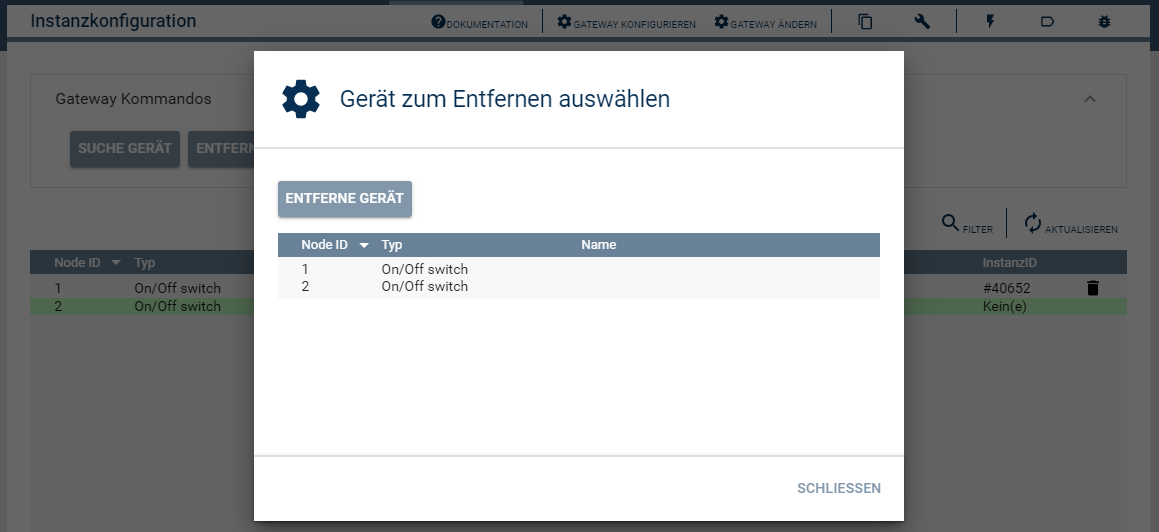 Instanzkonfiguration
DOKUMENTATION
GATEWAY KONFIGURIEREN
GATEWAY ÄNDERN
Gateway Kommandos
SUCHE GERÄT
FILTER
AKTUALISIEREN
Node ID Typ InstanzID
1 On/Off switch #40652
2 On/Off switch Kein(e)
Gerät zum Entfernen auswählen
ENTFERNE GERÄT
Node ID Typ Name
1 On/Off switch
2 On/Off switch
SCHLIESSEN